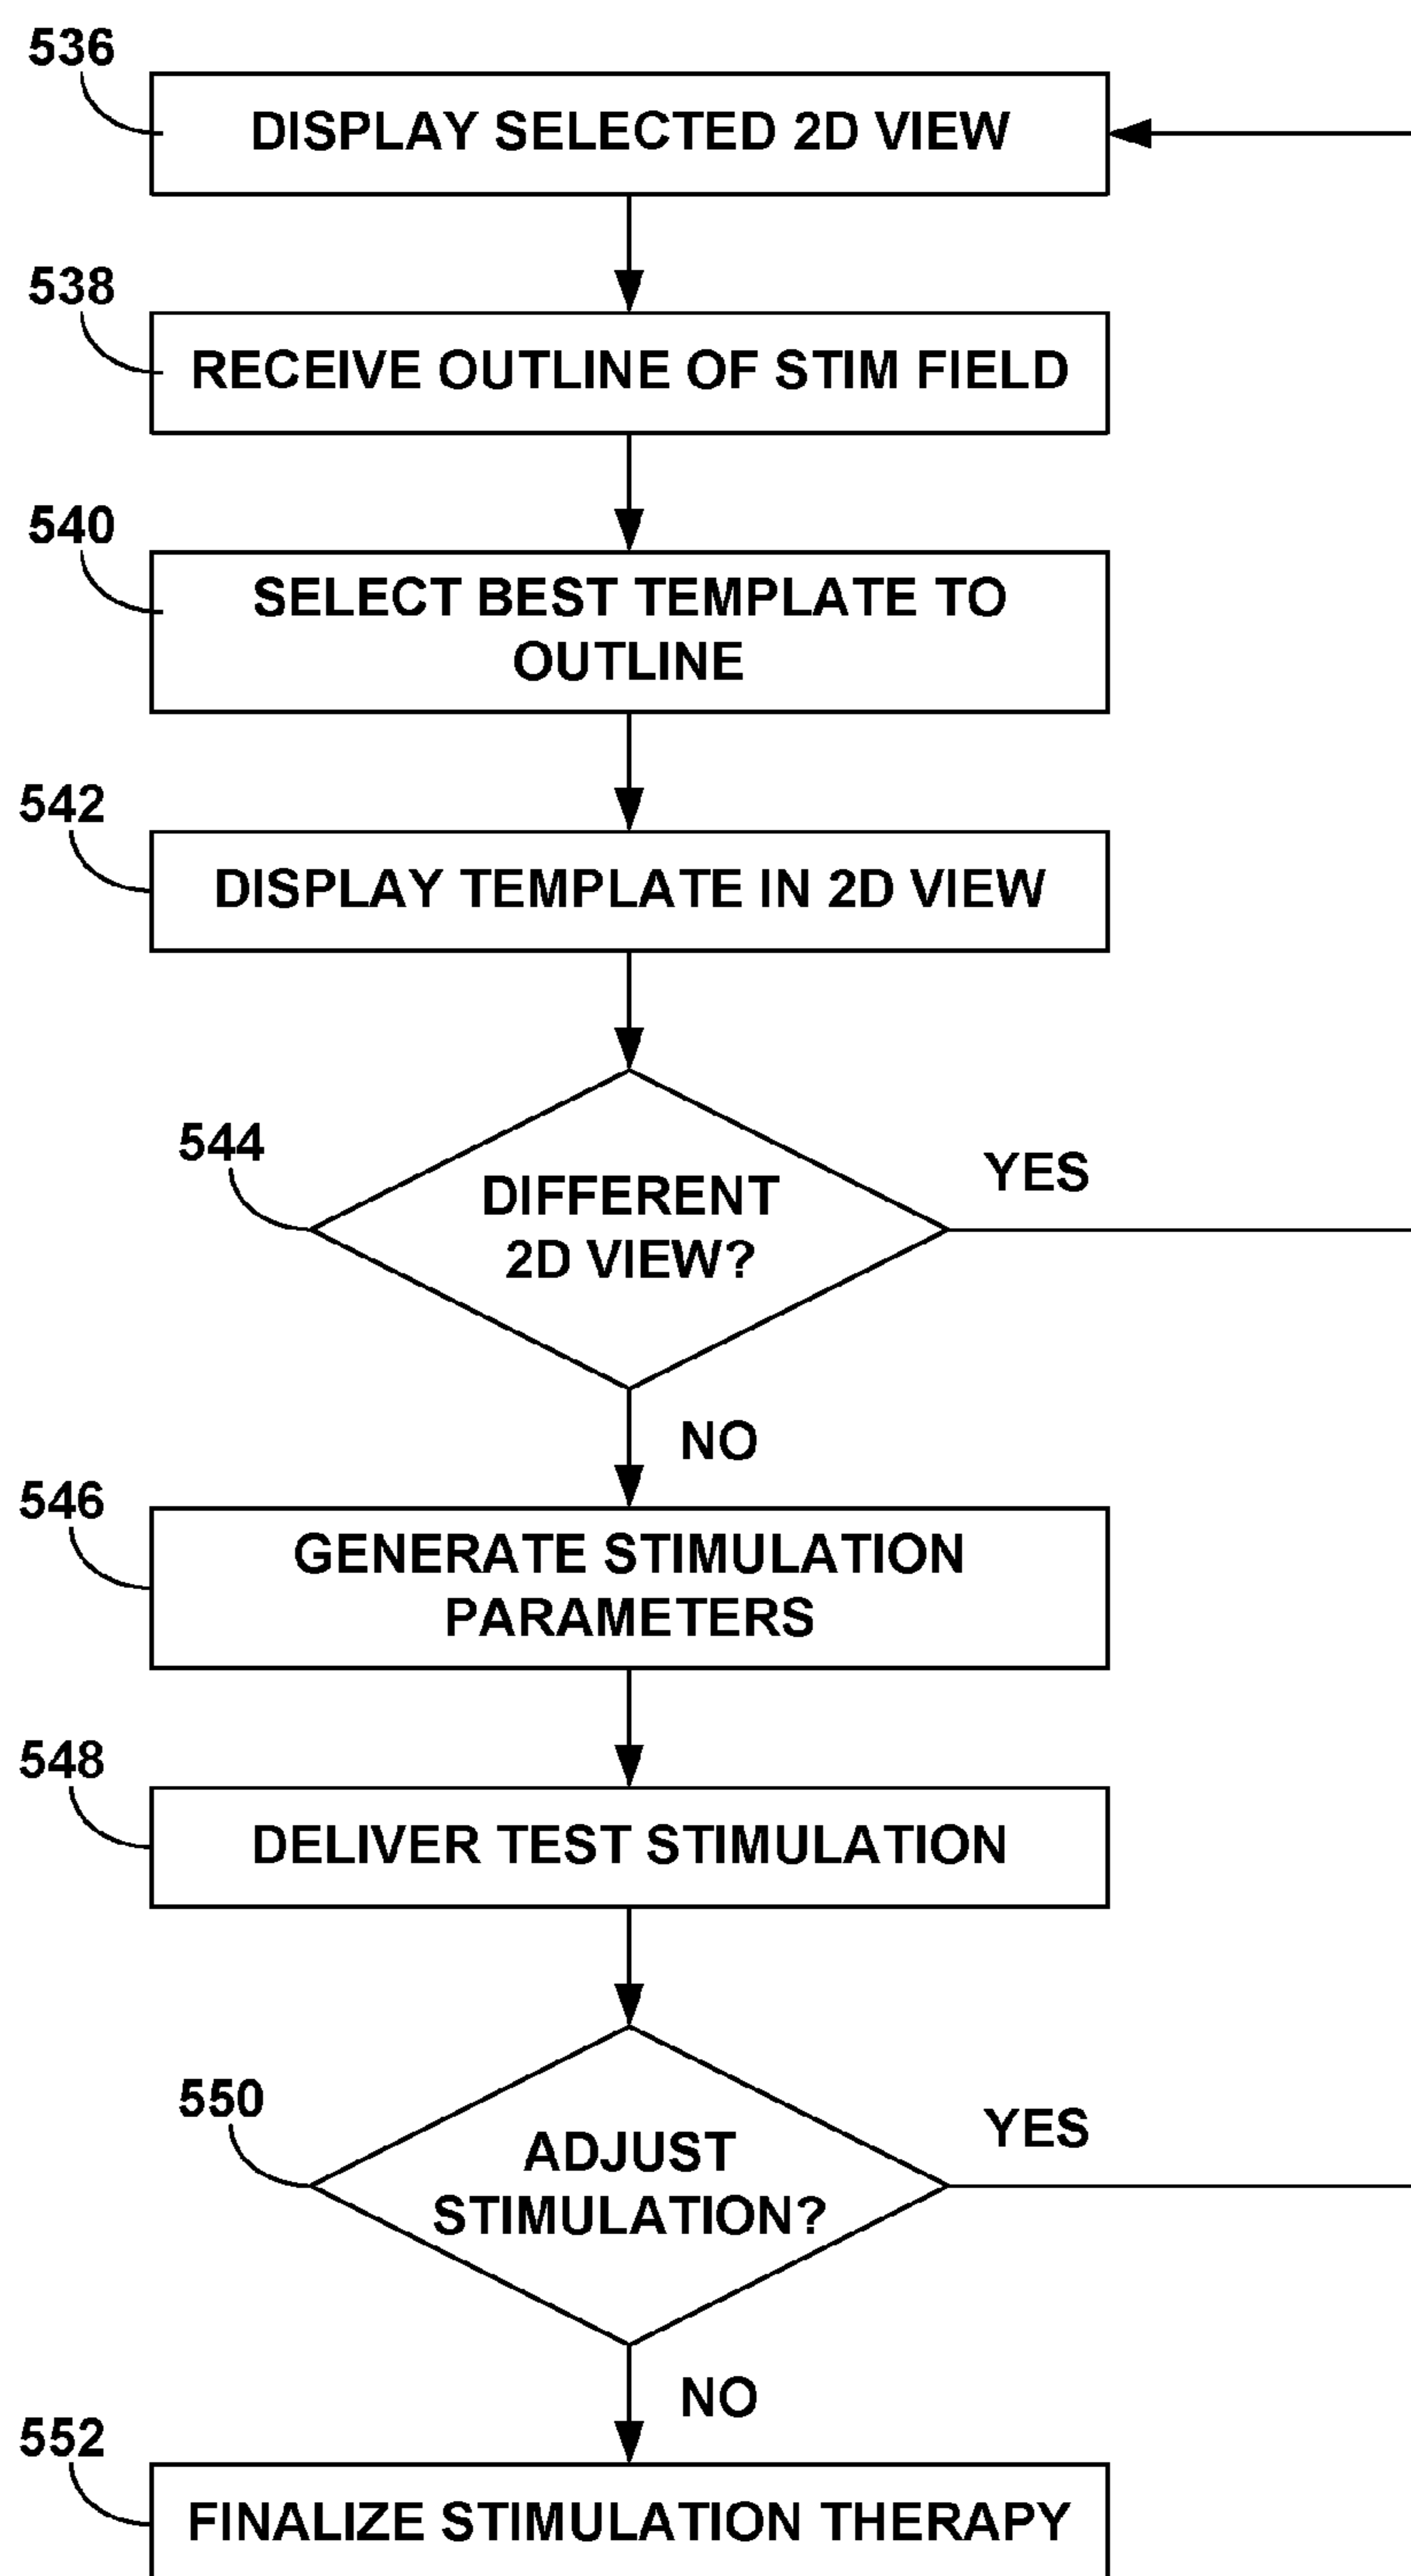 536
DISPLAY SELECTED 2D VIEW
538
RECEIVE OUTLINE OF STIM FIELD
540
SELECT BEST TEMPLATE TO
OUTLINE
542
DISPLAY TEMPLATE IN 2D VIEW
544
DIFFERENT
2D VIEW?
YES
NO
546
GENERATE STIMULATION
PARAMETERS
548
DELIVER TEST STIMULATION
550
ADJUST
STIMULATION?
YES
NO
552
FINALIZE STIMULATION THERAPY